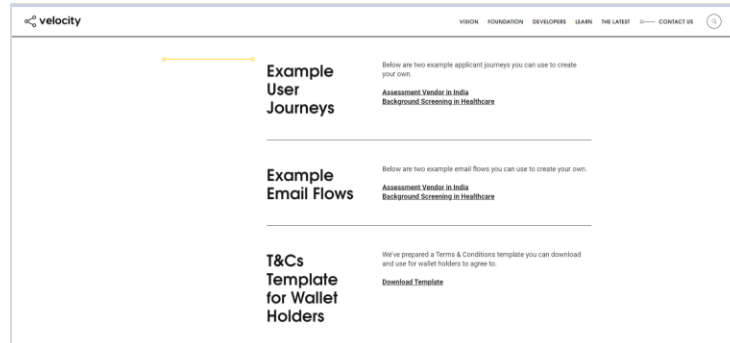 velocity
VISION FOUNDATION DEVELOPERS LEARN THE LATEST CONTACT US
Example
User
Journeys
Below are two example applicant journeys you can use to create
your own.
Assessment Vendor in India
Background Screening in Healthcare
Example
Email Flows
Below are two example email flows you can use to create your own.
Assessment Vendor in India
Background Screening in Healthcare
T&Cs
Template
for Wallet
Holders
We've prepared a Terms & Conditions template you can download
and use for wallet holders to agree to.
Download Template